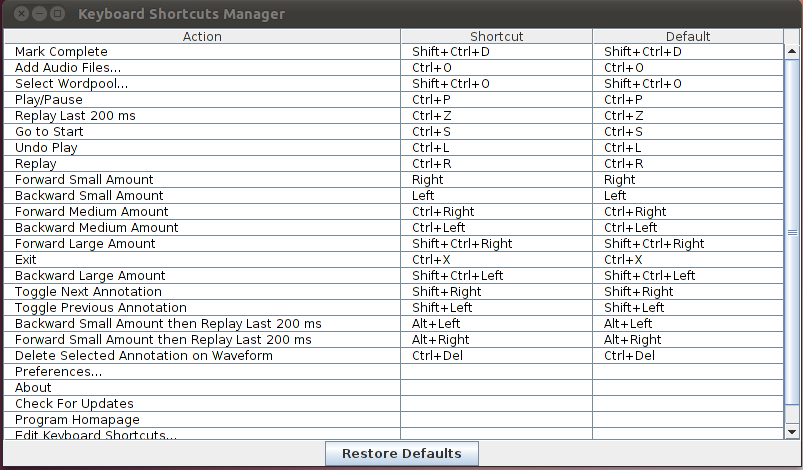 Keyboard Shortcuts Manager
Action Shortcut Default
Mark Complete Shift+Ctrl+D Shift+Ctrl+D
Add Audio Files... Ctrl+O Ctrl+O
Select Wordpool... Shift+Ctrl+O Shift+Ctrl+O
Play/Pause Ctrl+P Ctrl+P
Replay Last 200 ms Ctrl+Z Ctrl+Z
Go to Start Ctrl+S Ctrl+S
Undo Play Ctrl+L Ctrl+L
Replay Ctrl+R Ctrl+R
Forward Small Amount Right Right
Backward Small Amount Left Left
Forward Medium Amount Ctrl+Right Ctrl+Right
Backward Medium Amount Ctrl+Left Ctrl+Left
Forward Large Amount Shift+Ctrl+Right Shift+Ctrl+Right
Exit Ctrl+X Ctrl+X
Backward Large Amount Shift+Ctrl+Left Shift+Ctrl+Left
Toggle Next Annotation Shift+Right Shift+Right
Toggle Previous Annotation Shift+Left Shift+Left
Backward Small Amount then Replay Last 200 ms Alt+Left Alt+Left
Forward Small Amount then Replay Last 200 ms Alt+Right Alt+Right
Delete Selected Annotation on Waveform Ctrl+Del Ctrl+Del
Preferences...
About
Check For Updates
Program Homapage
Edit Keyboard Shortcuts...
Restore Defaults